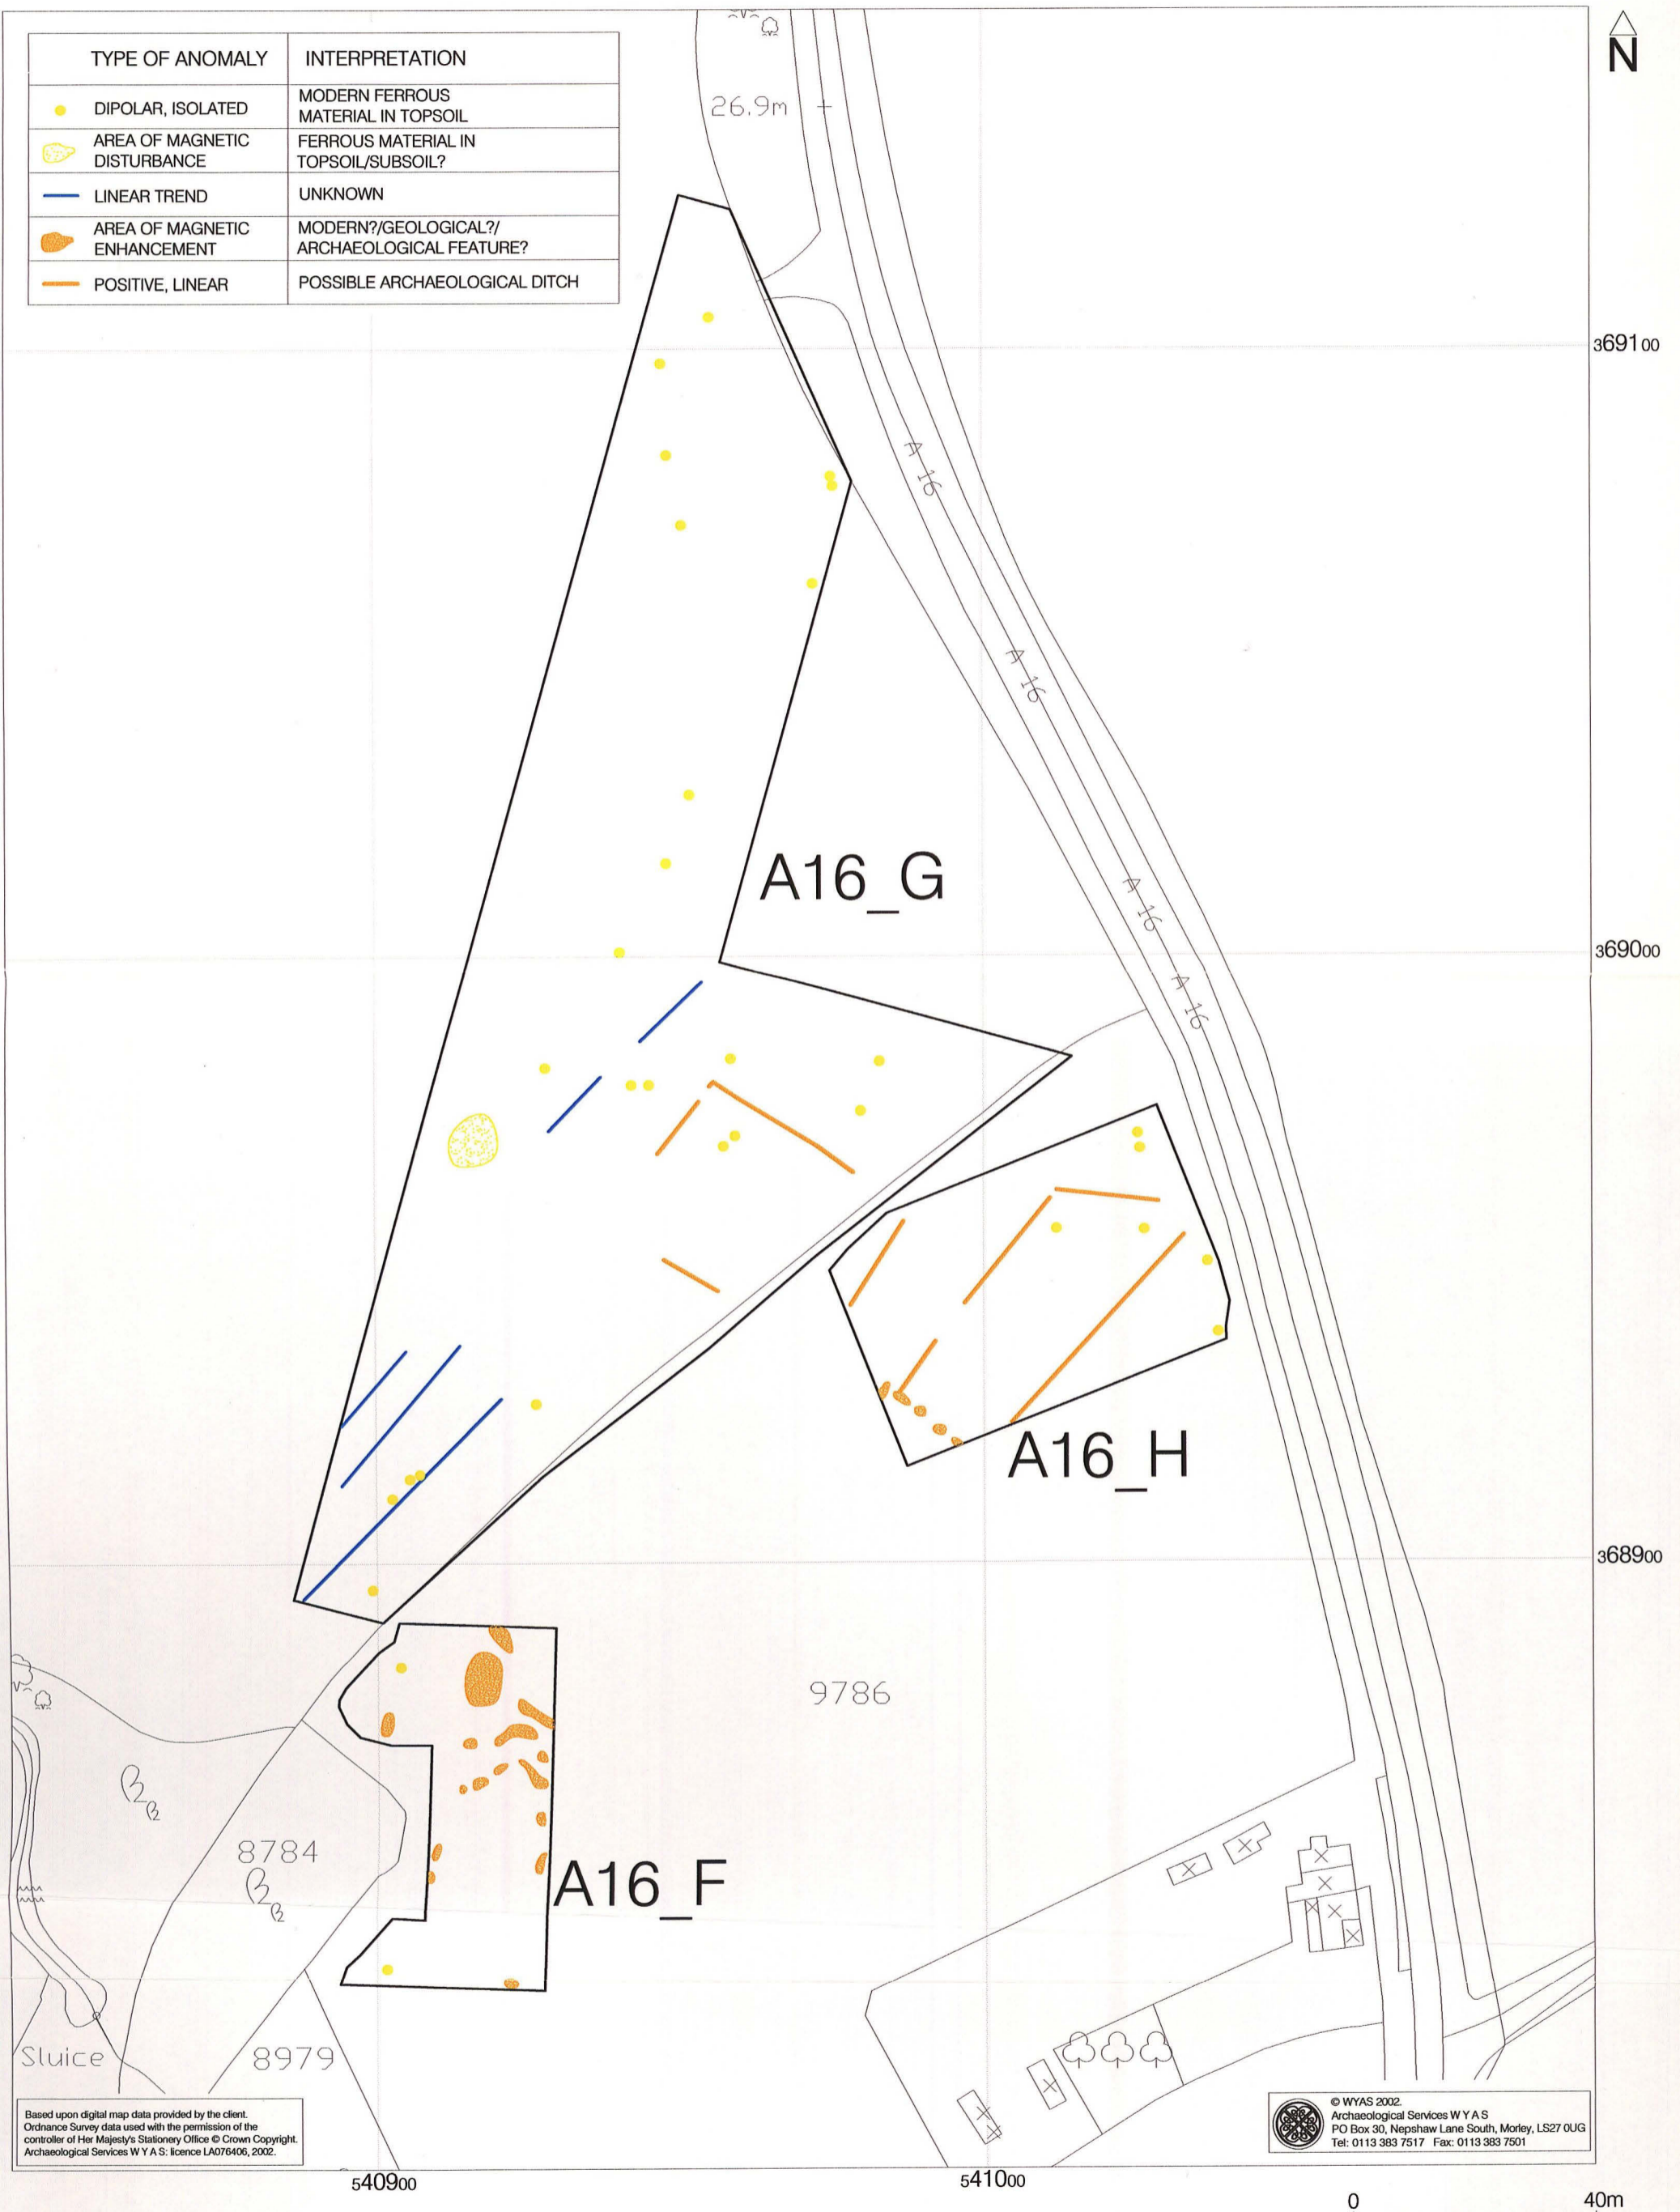 N
TYPE OF ANOMALY INTERPRETATION
DIPOLAR, ISOLATED MODERN FERROUS
MATERIAL IN TOPSOIL
AREA OF MAGNETIC FERROUS MATERIAL IN
DISTURBANCE TOPSOIL/SUBSOIL?
LINEAR TREND UNKNOWN
AREA OF MAGNETIC MODERN?/GEOLOGICAL?/
ENHANCEMENT ARCHAEOLOGICAL FEATURE?
POSITIVE, LINEAR POSSIBLE ARCHAEOLOGICAL DITCH
26.9m
369100
A 16
A 16
A16_G
A 16
369000
A 16
A16_H
368900
9786
8784
A16_F
Sluice
8979
Based upon digital map data provided by the client.
Ordnance Survey data used with the permission of the
controller of Her Majesty's Stationery Office © Crown Copyright.
Archaeological Services W Y A S: licence LA076406, 2002.
© WYAS 2002.
Archaeological Services W Y A S
PO Box 30, Nepshaw Lane South, Morley, LS27 0UG
Tel: 0113 383 7517 Fax: 0113 383 7501
540900
541000
0 40m